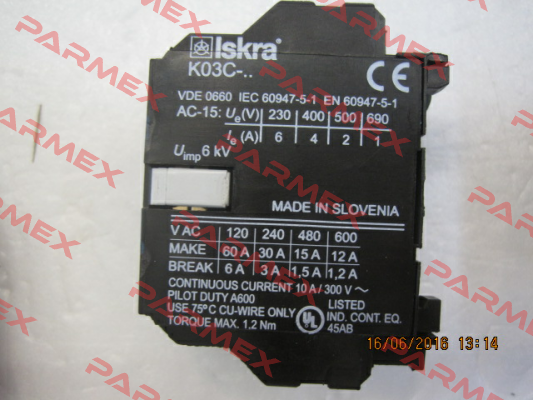 Iskra
K03C-..
CE
VDE 0660 IEC 60947-5-1 EN 60947-5-1
AC-15: Ue(V) 230 400 500 690
Ie (A) 6 4 2 1
Uimp 6 kV
MADE IN SLOVENIA
V AC 120 240 480 600
MAKE 60 A 30 A 15 A 12 A
BREAK 6 A 3 A 1,5 A 1,2 A
CONTINUOUS CURRENT 10 A / 300 V ~
PILOT DUTY A600
USE 75°C CU-WIRE ONLY
TORQUE MAX. 1.2 Nm
UL
LISTED
IND. CONT. EQ.
45AB
16/06/2016 13:14
PARMEX
PARMEX
PARMEX
PARMEX
PARMEX
PARMEX
PARMEX
PARMEX